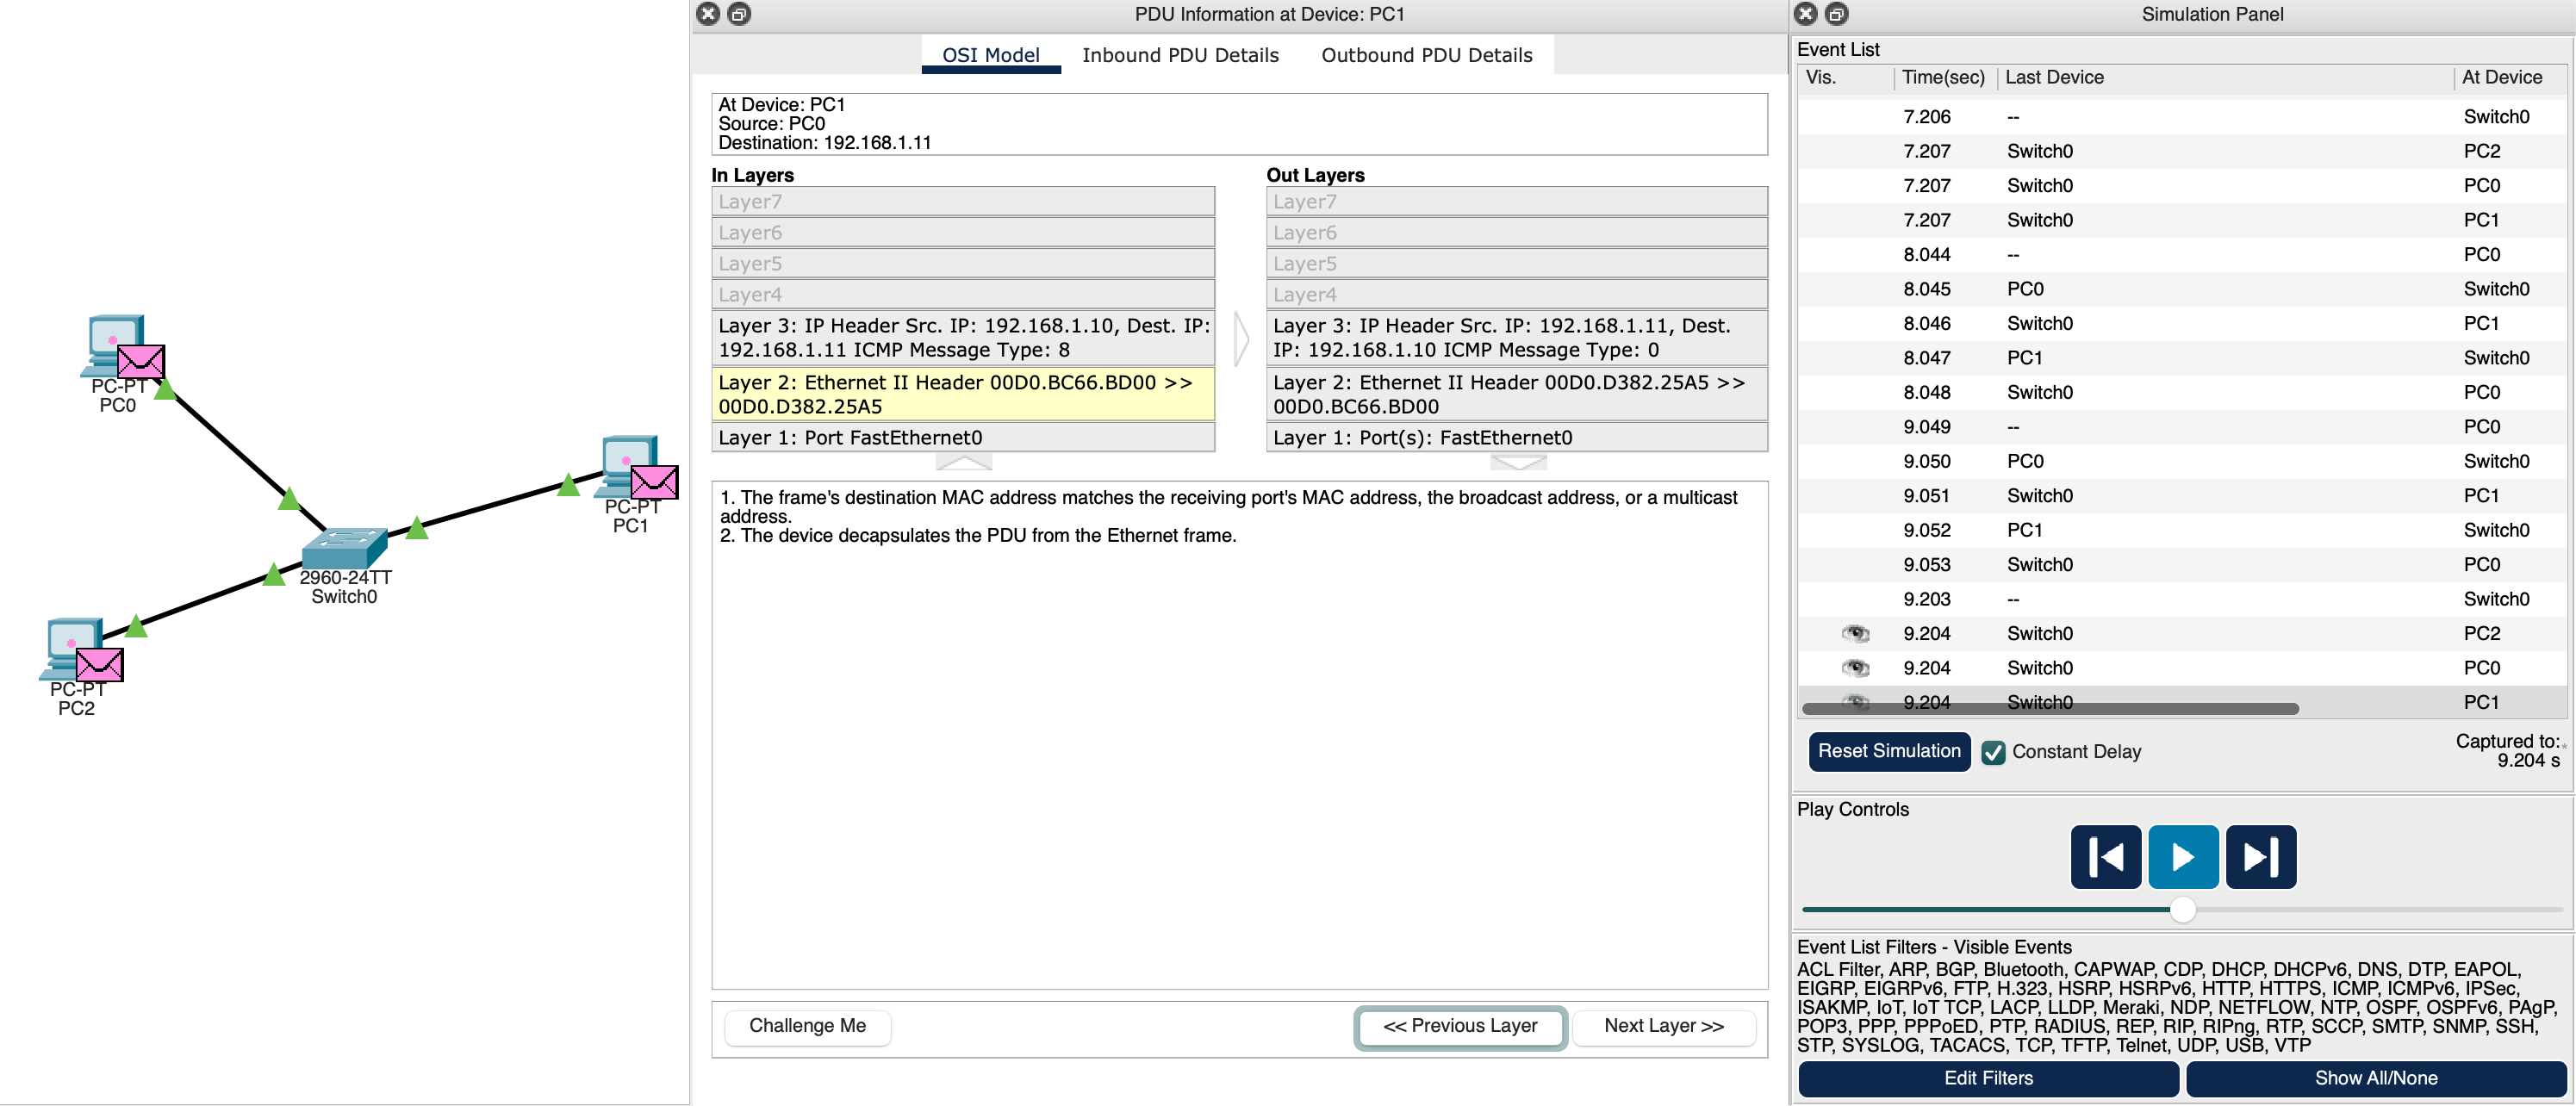 PC-PT
PC0
PC-PT
PC1
2960-24TT
Switch0
PC-PT
PC2
PDU Information at Device: PC1
OSI Model
Inbound PDU Details
Outbound PDU Details
At Device: PC1
Source: PC0
Destination: 192.168.1.11
In Layers
Layer7
Layer6
Layer5
Layer4
Layer 3: IP Header Src. IP: 192.168.1.10, Dest. IP:
192.168.1.11 ICMP Message Type: 8
Layer 2: Ethernet II Header 00D0.BC66.BD00 >>
00D0.D382.25A5
Layer 1: Port FastEthernet0
Out Layers
Layer7
Layer6
Layer5
Layer4
Layer 3: IP Header Src. IP: 192.168.1.11, Dest.
IP: 192.168.1.10 ICMP Message Type: 0
Layer 2: Ethernet II Header 00D0.D382.25A5 >>
00D0.BC66.BD00
Layer 1: Port(s): FastEthernet0
1. The frame's destination MAC address matches the receiving port's MAC address, the broadcast address, or a multicast
address.
2. The device decapsulates the PDU from the Ethernet frame.
Challenge Me
<< Previous Layer
Next Layer >>
Simulation Panel
Event List
Vis. Time(sec) Last Device At Device
7.206 -- Switch0
7.207 Switch0 PC2
7.207 Switch0 PC0
7.207 Switch0 PC1
8.044 -- PC0
8.045 PC0 Switch0
8.046 Switch0 PC1
8.047 PC1 Switch0
8.048 Switch0 PC0
9.049 -- PC0
9.050 PC0 Switch0
9.051 Switch0 PC1
9.052 PC1 Switch0
9.053 Switch0 PC0
9.203 -- Switch0
9.204 Switch0 PC2
9.204 Switch0 PC0
9.204 Switch0 PC1
Reset Simulation
Constant Delay
Captured to:*
9.204 s
Play Controls
Event List Filters - Visible Events
ACL Filter, ARP, BGP, Bluetooth, CAPWAP, CDP, DHCP, DHCPv6, DNS, DTP, EAPOL,
EIGRP, EIGRPv6, FTP, H.323, HSRP, HSRPv6, HTTP, HTTPS, ICMP, ICMPv6, IPSec,
ISAKMP, IoT, IoT TCP, LACP, LLDP, Meraki, NDP, NETFLOW, NTP, OSPF, OSPFv6, PAgP,
POP3, PPP, PPPoED, PTP, RADIUS, REP, RIP, RIPng, RTP, SCCP, SMTP, SNMP, SSH,
STP, SYSLOG, TACACS, TCP, TFTP, Telnet, UDP, USB, VTP
Edit Filters
Show All/None